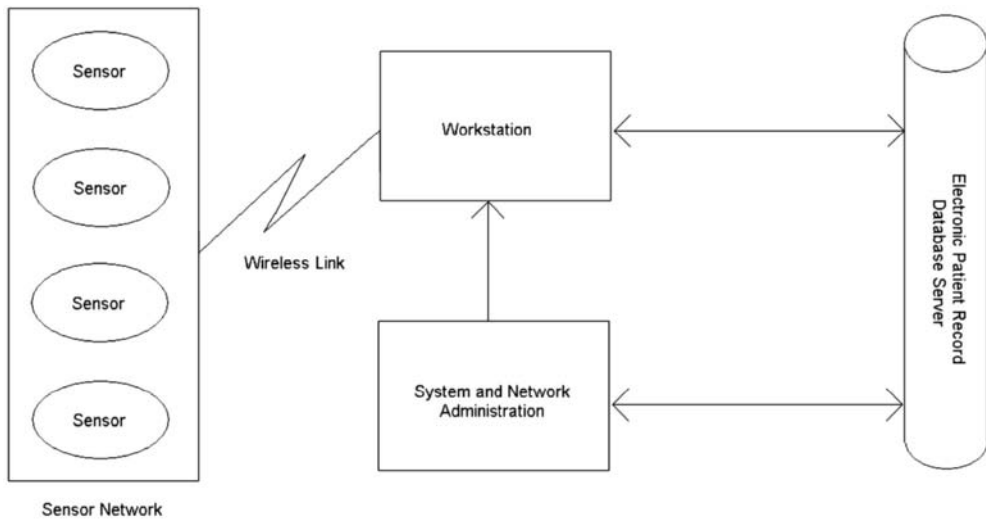 Sensor
Sensor
Sensor
Sensor
Sensor Network
Wireless Link
Workstation
System and Network
Administration
Electronic Patient Record
Database Server